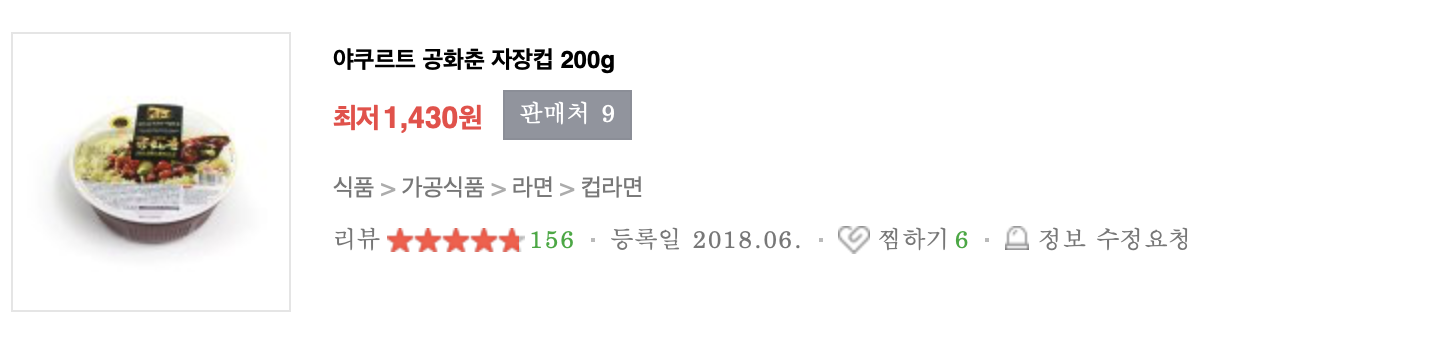 야쿠르트 공화춘 자장컵 200g
최저 1,430원 판매처 9
식품 > 가공식품 > 라면 > 컵라면
리뷰 156 · 등록일 2018.06. · 찜하기 6 · 정보 수정요청